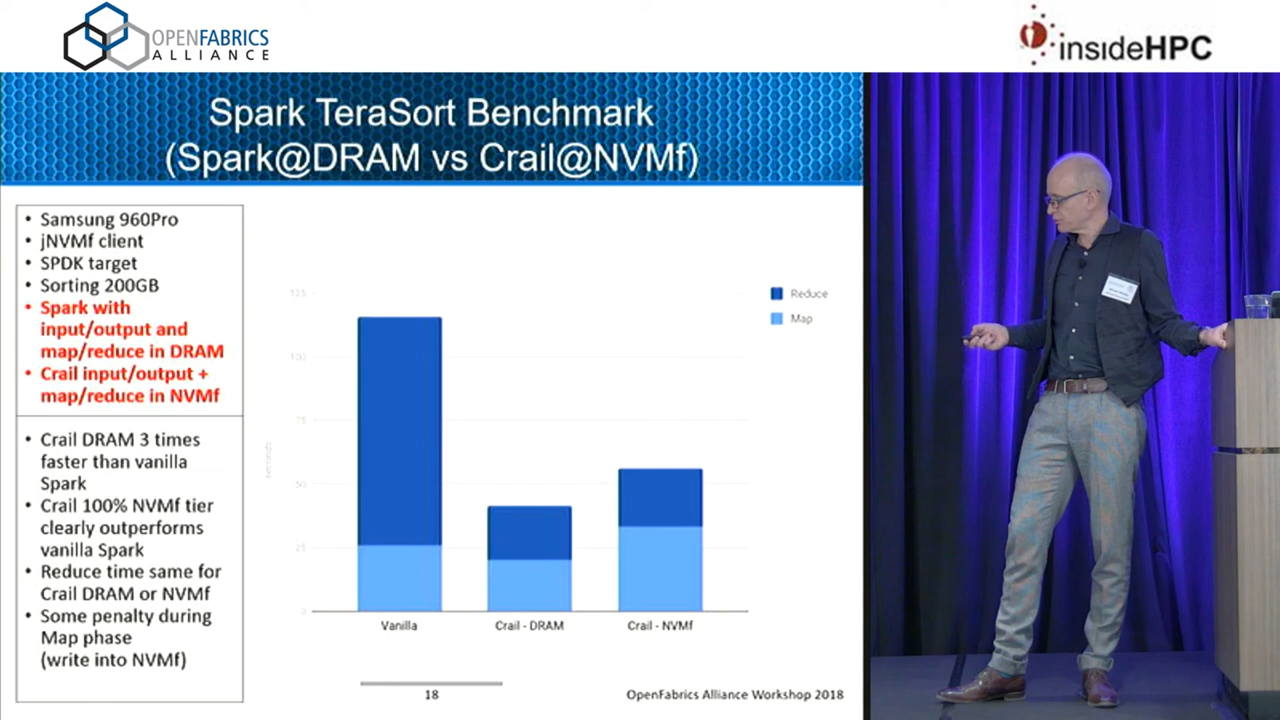 OPENFABRICS
ALLIANCE
insideHPC
Spark TeraSort Benchmark
(Spark@DRAM vs Crail@NVMf)
• Samsung 960Pro
• jNVMf client
• SPDK target
• Sorting 200GB
• Spark with
input/output and
map/reduce in DRAM
• Crail input/output +
map/reduce in NVMf
• Crail DRAM 3 times
faster than vanilla
Spark
• Crail 100% NVMf tier
clearly outperforms
vanilla Spark
• Reduce time same for
Crail DRAM or NVMf
• Some penalty during
Map phase
(write into NVMf)
125
100
75
50
25
0
seconds
Reduce
Map
Vanilla
Crail - DRAM
Crail - NVMf
18
OpenFabrics Alliance Workshop 2018